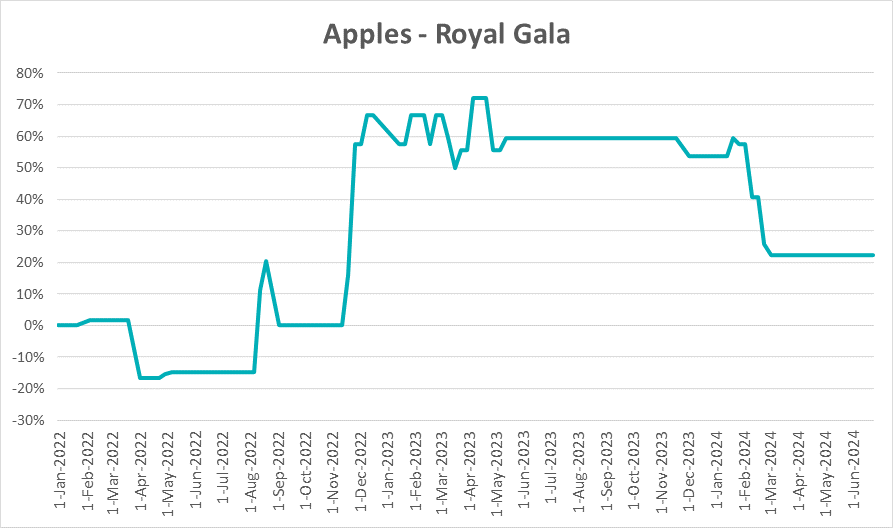 Apples - Royal Gala
80%
70%
60%
50%
40%
30%
20%
10%
0%
-10%
-20%
-30%
1-Jan-2022
1-Feb-2022
1-Mar-2022
1-Apr-2022
1-May-2022
1-Jun-2022
1-Jul-2022
1-Aug-2022
1-Sep-2022
1-Oct-2022
1-Nov-2022
1-Dec-2022
1-Jan-2023
1-Feb-2023
1-Mar-2023
1-Apr-2023
1-May-2023
1-Jun-2023
1-Jul-2023
1-Aug-2023
1-Sep-2023
1-Oct-2023
1-Nov-2023
1-Dec-2023
1-Jan-2024
1-Feb-2024
1-Mar-2024
1-Apr-2024
1-May-2024
1-Jun-2024